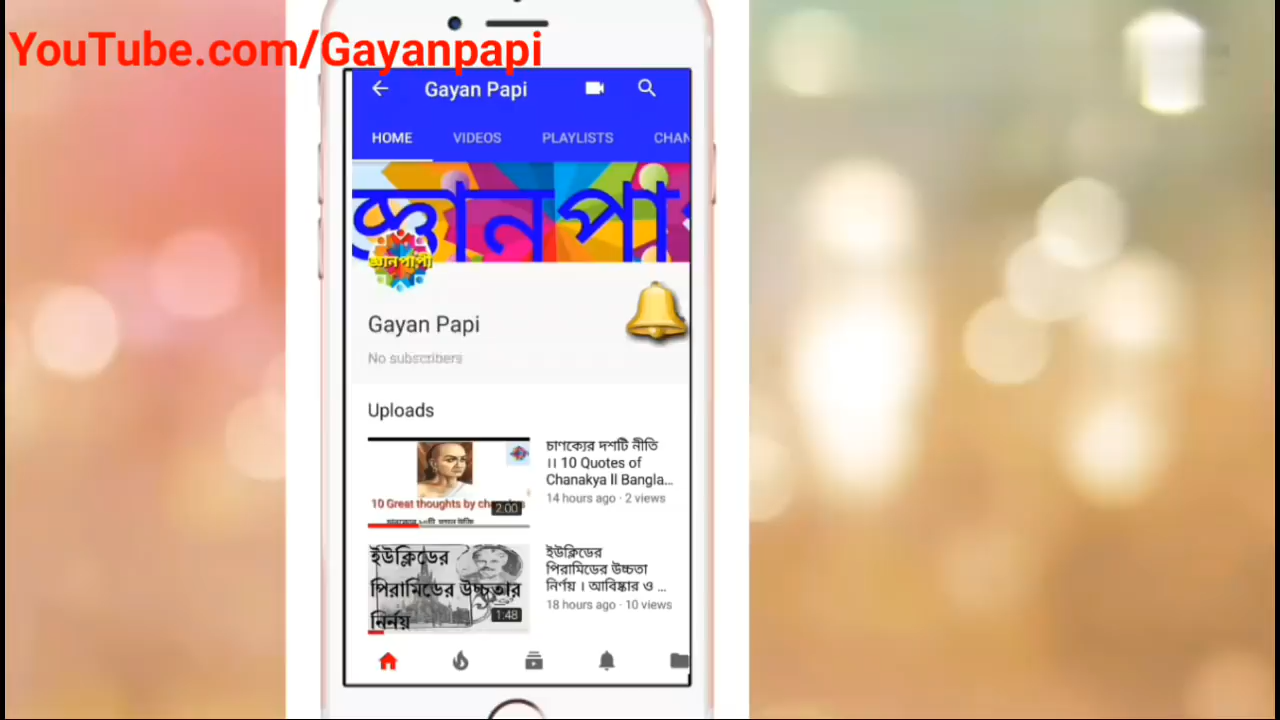 YouTube.com/Gayanpapi
Gayan Papi
HOME VIDEOS PLAYLISTS CHAN
জ্ঞানপা
জ্ঞানপাপী
Gayan Papi
No subscribers
Uploads
10 Great thoughts by
2:00
চাণক্যের দশটি নীতি
।। 10 Quotes of
Chanakya ll Bangla...
14 hours ago · 2 views
ইউক্লিডের
পিরামিডের উচ্চতার
নির্নয়
1:48
ইউক্লিডের
পিরামিডের উচ্চতা
নির্ণয় । আবিষ্কার ও ...
18 hours ago · 10 views